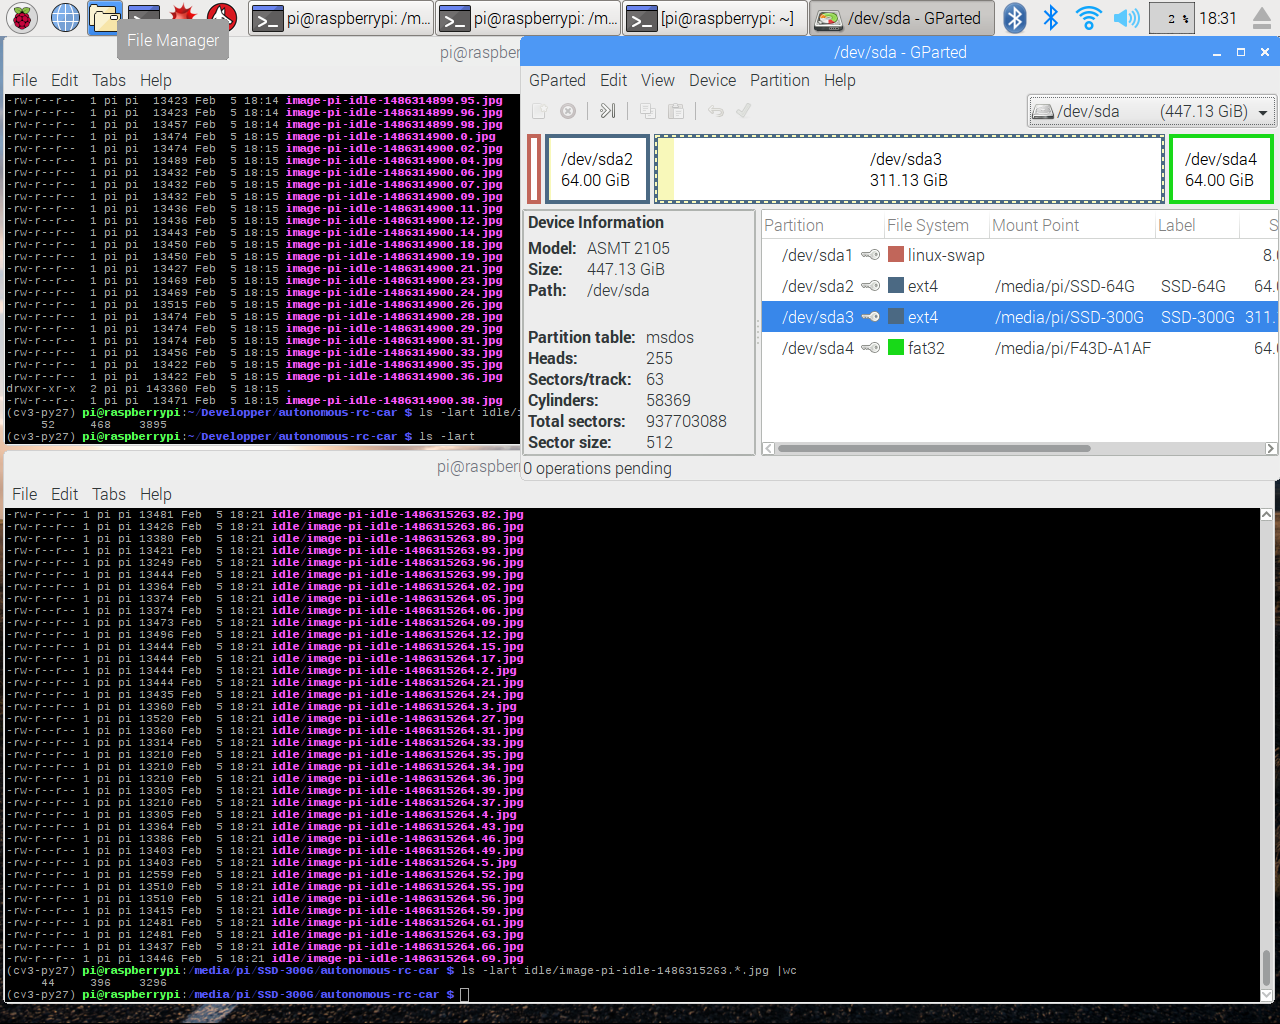 pi@raspberrypi: /m...
pi@raspberrypi: /m...
[pi@raspberrypi: ~]
/dev/sda - GParted
2 %
18:31
File Manager
pi@raspber
File Edit Tabs Help
-rw-r--r-- 1 pi pi 13423 Feb 5 18:14 image-pi-idle-1486314899.95.jpg
-rw-r--r-- 1 pi pi 13423 Feb 5 18:14 image-pi-idle-1486314899.96.jpg
-rw-r--r-- 1 pi pi 13457 Feb 5 18:14 image-pi-idle-1486314899.98.jpg
-rw-r--r-- 1 pi pi 13474 Feb 5 18:15 image-pi-idle-1486314900.0.jpg
-rw-r--r-- 1 pi pi 13474 Feb 5 18:15 image-pi-idle-1486314900.02.jpg
-rw-r--r-- 1 pi pi 13489 Feb 5 18:15 image-pi-idle-1486314900.04.jpg
-rw-r--r-- 1 pi pi 13432 Feb 5 18:15 image-pi-idle-1486314900.06.jpg
-rw-r--r-- 1 pi pi 13432 Feb 5 18:15 image-pi-idle-1486314900.07.jpg
-rw-r--r-- 1 pi pi 13432 Feb 5 18:15 image-pi-idle-1486314900.09.jpg
-rw-r--r-- 1 pi pi 13436 Feb 5 18:15 image-pi-idle-1486314900.11.jpg
-rw-r--r-- 1 pi pi 13436 Feb 5 18:15 image-pi-idle-1486314900.12.jpg
-rw-r--r-- 1 pi pi 13443 Feb 5 18:15 image-pi-idle-1486314900.14.jpg
-rw-r--r-- 1 pi pi 13450 Feb 5 18:15 image-pi-idle-1486314900.18.jpg
-rw-r--r-- 1 pi pi 13450 Feb 5 18:15 image-pi-idle-1486314900.19.jpg
-rw-r--r-- 1 pi pi 13427 Feb 5 18:15 image-pi-idle-1486314900.21.jpg
-rw-r--r-- 1 pi pi 13469 Feb 5 18:15 image-pi-idle-1486314900.23.jpg
-rw-r--r-- 1 pi pi 13469 Feb 5 18:15 image-pi-idle-1486314900.24.jpg
-rw-r--r-- 1 pi pi 13515 Feb 5 18:15 image-pi-idle-1486314900.26.jpg
-rw-r--r-- 1 pi pi 13474 Feb 5 18:15 image-pi-idle-1486314900.28.jpg
-rw-r--r-- 1 pi pi 13474 Feb 5 18:15 image-pi-idle-1486314900.29.jpg
-rw-r--r-- 1 pi pi 13474 Feb 5 18:15 image-pi-idle-1486314900.31.jpg
-rw-r--r-- 1 pi pi 13456 Feb 5 18:15 image-pi-idle-1486314900.33.jpg
-rw-r--r-- 1 pi pi 13422 Feb 5 18:15 image-pi-idle-1486314900.35.jpg
-rw-r--r-- 1 pi pi 13422 Feb 5 18:15 image-pi-idle-1486314900.36.jpg
drwxr-xr-x 2 pi pi 143360 Feb 5 18:15 .
-rw-r--r-- 1 pi pi 13471 Feb 5 18:15 image-pi-idle-1486314900.38.jpg
(cv3-py27) pi@raspberrypi:~/Developper/autonomous-rc-car $ ls -lart idle/i
52 468 3895
(cv3-py27) pi@raspberrypi:~/Developper/autonomous-rc-car $ ls -lart
/dev/sda - GParted
GParted Edit View Device Partition Help
/dev/sda (447.13 GiB)
/dev/sda2
64.00 GiB
/dev/sda3
311.13 GiB
/dev/sda4
64.00 GiB
Device Information
Model: ASMT 2105
Size: 447.13 GiB
Path: /dev/sda
Partition table: msdos
Heads: 255
Sectors/track: 63
Cylinders: 58369
Total sectors: 937703088
Sector size: 512
Partition File System Mount Point Label S
/dev/sda1 linux-swap 8.0
/dev/sda2 ext4 /media/pi/SSD-64G SSD-64G 64.0
/dev/sda3 ext4 /media/pi/SSD-300G SSD-300G 311.
/dev/sda4 fat32 /media/pi/F43D-A1AF 64.0
0 operations pending
pi@raspber
File Edit Tabs Help
-rw-r--r-- 1 pi pi 13481 Feb 5 18:21 idle/image-pi-idle-1486315263.82.jpg
-rw-r--r-- 1 pi pi 13426 Feb 5 18:21 idle/image-pi-idle-1486315263.86.jpg
-rw-r--r-- 1 pi pi 13380 Feb 5 18:21 idle/image-pi-idle-1486315263.89.jpg
-rw-r--r-- 1 pi pi 13421 Feb 5 18:21 idle/image-pi-idle-1486315263.93.jpg
-rw-r--r-- 1 pi pi 13249 Feb 5 18:21 idle/image-pi-idle-1486315263.96.jpg
-rw-r--r-- 1 pi pi 13444 Feb 5 18:21 idle/image-pi-idle-1486315263.99.jpg
-rw-r--r-- 1 pi pi 13364 Feb 5 18:21 idle/image-pi-idle-1486315264.02.jpg
-rw-r--r-- 1 pi pi 13374 Feb 5 18:21 idle/image-pi-idle-1486315264.05.jpg
-rw-r--r-- 1 pi pi 13374 Feb 5 18:21 idle/image-pi-idle-1486315264.06.jpg
-rw-r--r-- 1 pi pi 13473 Feb 5 18:21 idle/image-pi-idle-1486315264.09.jpg
-rw-r--r-- 1 pi pi 13496 Feb 5 18:21 idle/image-pi-idle-1486315264.12.jpg
-rw-r--r-- 1 pi pi 13444 Feb 5 18:21 idle/image-pi-idle-1486315264.15.jpg
-rw-r--r-- 1 pi pi 13444 Feb 5 18:21 idle/image-pi-idle-1486315264.17.jpg
-rw-r--r-- 1 pi pi 13444 Feb 5 18:21 idle/image-pi-idle-1486315264.2.jpg
-rw-r--r-- 1 pi pi 13444 Feb 5 18:21 idle/image-pi-idle-1486315264.21.jpg
-rw-r--r-- 1 pi pi 13435 Feb 5 18:21 idle/image-pi-idle-1486315264.24.jpg
-rw-r--r-- 1 pi pi 13360 Feb 5 18:21 idle/image-pi-idle-1486315264.3.jpg
-rw-r--r-- 1 pi pi 13520 Feb 5 18:21 idle/image-pi-idle-1486315264.27.jpg
-rw-r--r-- 1 pi pi 13360 Feb 5 18:21 idle/image-pi-idle-1486315264.31.jpg
-rw-r--r-- 1 pi pi 13314 Feb 5 18:21 idle/image-pi-idle-1486315264.33.jpg
-rw-r--r-- 1 pi pi 13210 Feb 5 18:21 idle/image-pi-idle-1486315264.35.jpg
-rw-r--r-- 1 pi pi 13210 Feb 5 18:21 idle/image-pi-idle-1486315264.34.jpg
-rw-r--r-- 1 pi pi 13210 Feb 5 18:21 idle/image-pi-idle-1486315264.36.jpg
-rw-r--r-- 1 pi pi 13305 Feb 5 18:21 idle/image-pi-idle-1486315264.39.jpg
-rw-r--r-- 1 pi pi 13210 Feb 5 18:21 idle/image-pi-idle-1486315264.37.jpg
-rw-r--r-- 1 pi pi 13305 Feb 5 18:21 idle/image-pi-idle-1486315264.4.jpg
-rw-r--r-- 1 pi pi 13364 Feb 5 18:21 idle/image-pi-idle-1486315264.43.jpg
-rw-r--r-- 1 pi pi 13386 Feb 5 18:21 idle/image-pi-idle-1486315264.46.jpg
-rw-r--r-- 1 pi pi 13403 Feb 5 18:21 idle/image-pi-idle-1486315264.49.jpg
-rw-r--r-- 1 pi pi 13403 Feb 5 18:21 idle/image-pi-idle-1486315264.5.jpg
-rw-r--r-- 1 pi pi 12559 Feb 5 18:21 idle/image-pi-idle-1486315264.52.jpg
-rw-r--r-- 1 pi pi 13510 Feb 5 18:21 idle/image-pi-idle-1486315264.55.jpg
-rw-r--r-- 1 pi pi 13510 Feb 5 18:21 idle/image-pi-idle-1486315264.56.jpg
-rw-r--r-- 1 pi pi 13415 Feb 5 18:21 idle/image-pi-idle-1486315264.59.jpg
-rw-r--r-- 1 pi pi 12481 Feb 5 18:21 idle/image-pi-idle-1486315264.61.jpg
-rw-r--r-- 1 pi pi 12481 Feb 5 18:21 idle/image-pi-idle-1486315264.63.jpg
-rw-r--r-- 1 pi pi 13437 Feb 5 18:21 idle/image-pi-idle-1486315264.66.jpg
-rw-r--r-- 1 pi pi 13446 Feb 5 18:21 idle/image-pi-idle-1486315264.69.jpg
(cv3-py27) pi@raspberrypi:/media/pi/SSD-300G/autonomous-rc-car $ ls -lart idle/image-pi-idle-1486315263.*.jpg |wc
44 396 3296
(cv3-py27) pi@raspberrypi:/media/pi/SSD-300G/autonomous-rc-car $